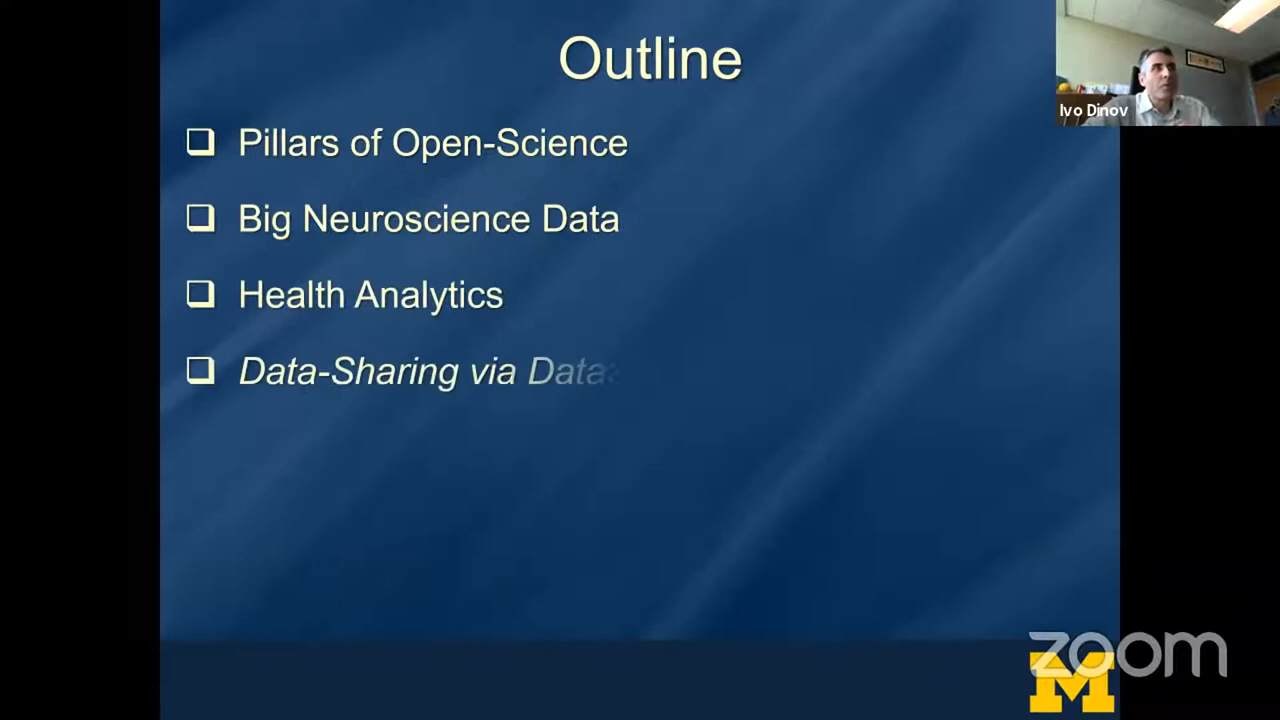 Outline
Ivo Dinov
Pillars of Open-Science
Big Neuroscience Data
Health Analytics
Data-Sharing via Data
zoom
M